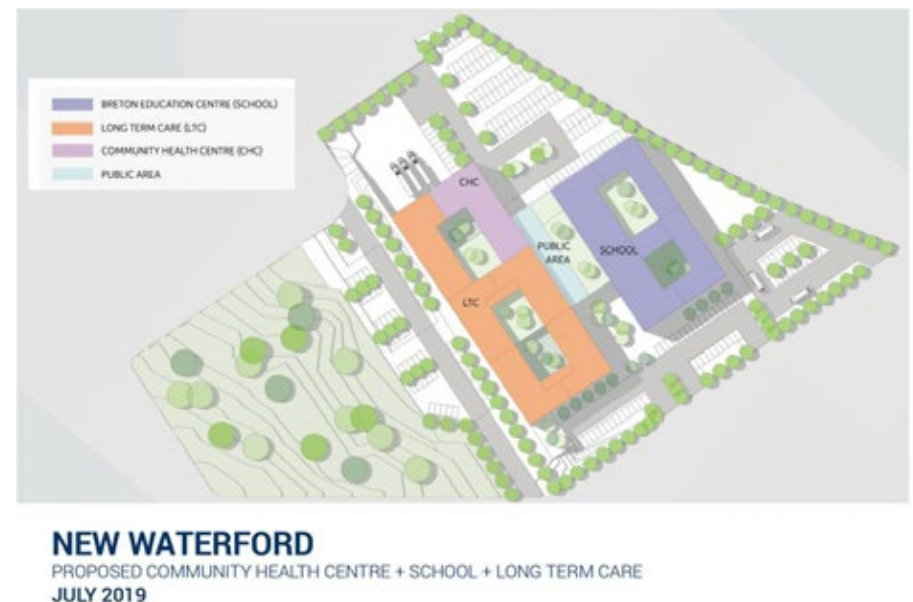 BRETON EDUCATION CENTRE (SCHOOL)
LONG TERM CARE (LTC)
COMMUNITY HEALTH CENTRE (CHC)
PUBLIC AREA
CHC
PUBLIC
AREA
SCHOOL
LTC
NEW WATERFORD
PROPOSED COMMUNITY HEALTH CENTRE + SCHOOL + LONG TERM CARE
JULY 2019